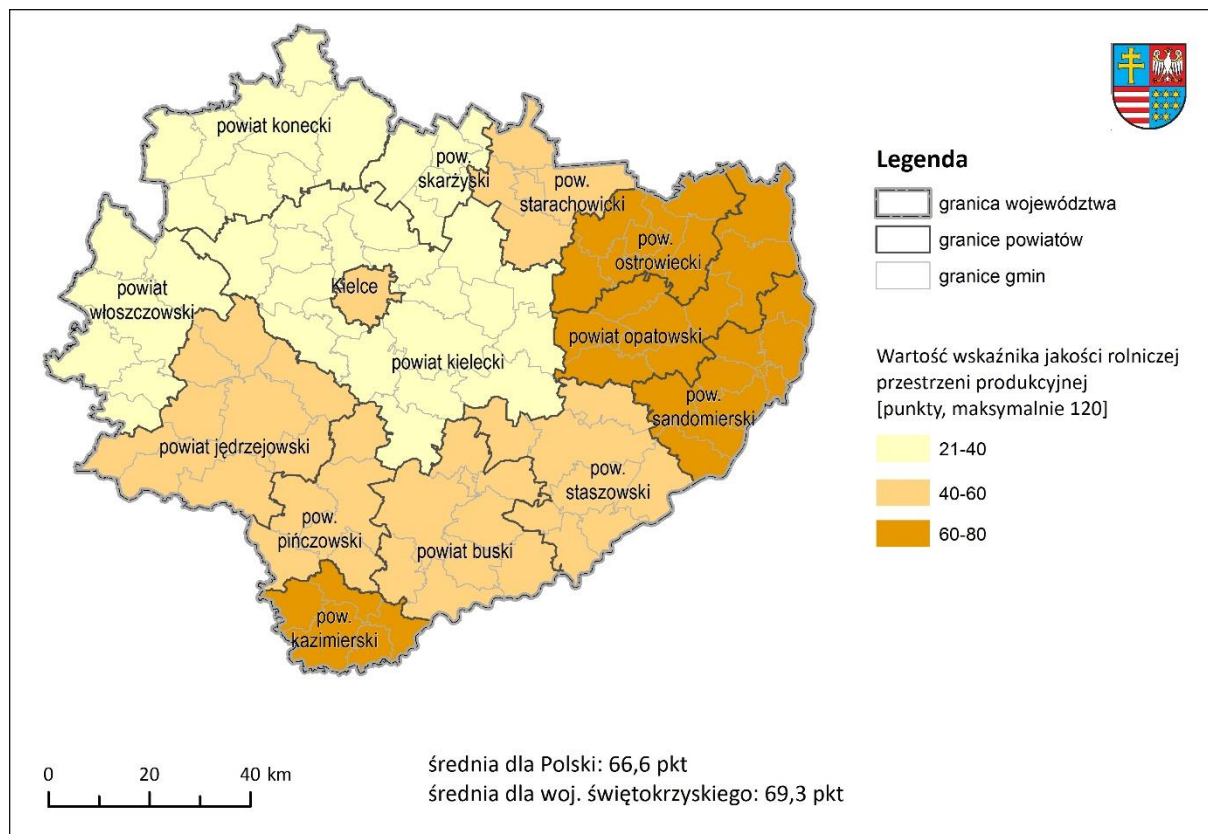 powiat konecki
pow.
skarżyski
pow.
starachowicki
pow.
ostrowiecki
powiat
włoszczowski
Kielce
powiat kielecki
powiat opatowski
pow.
sandomierski
powiat jędrzejowski
pow.
staszowski
pow.
pińczowski
powiat buski
pow.
kazimierski
Legenda
granica województwa
granice powiatów
granice gmin
Wartość wskaźnika jakości rolniczej
przestrzeni produkcyjnej
[punkty, maksymalnie 120]
21-40
40-60
60-80
0 20 40 km
średnia dla Polski: 66,6 pkt
średnia dla woj. świętokrzyskiego: 69,3 pkt